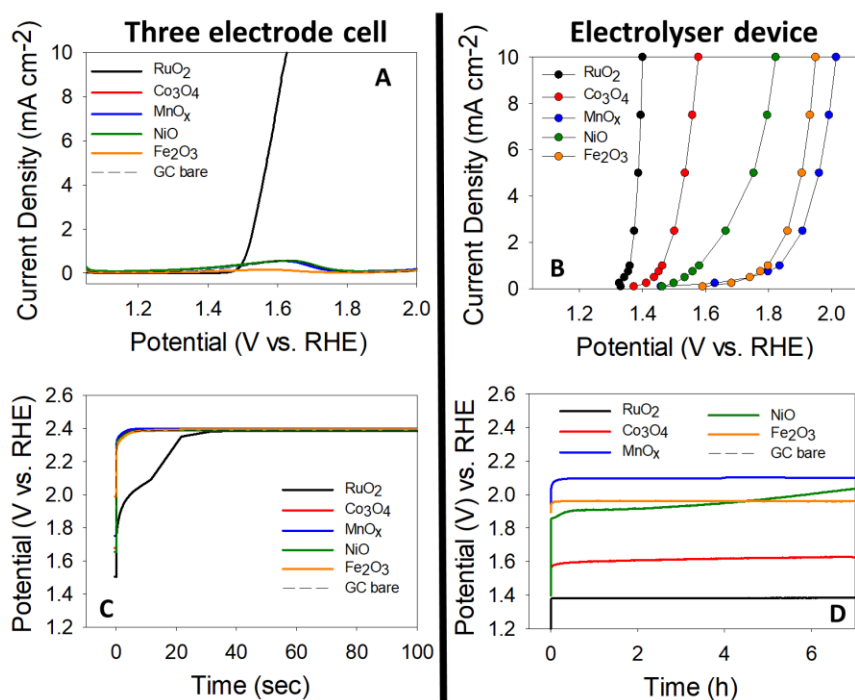 Three electrode cell
Electrolyser device
Current Density (mA cm-2)
10
8
6
4
2
0
RuO2
Co3O4
MnOx
NiO
Fe2O3
GC bare
A
1.2 1.4 1.6 1.8 2.0
Potential (V vs. RHE)
Current Density (mA cm-2)
10
8
6
4
2
0
RuO2
Co3O4
MnOx
NiO
Fe2O3
B
1.2 1.4 1.6 1.8 2.0
Potential (V vs. RHE)
Potential (V vs. RHE)
2.6
2.4
2.2
2.0
1.8
1.6
1.4
1.2
RuO2
Co3O4
MnOx
NiO
Fe2O3
GC bare
C
0 20 40 60 80 100
Time (sec)
Potential (V) vs. RHE
2.6
2.4
2.2
2.0
1.8
1.6
1.4
1.2
RuO2 NiO
Co3O4 Fe2O3
MnOx GC bare
D
0 2 4 6
Time (h)